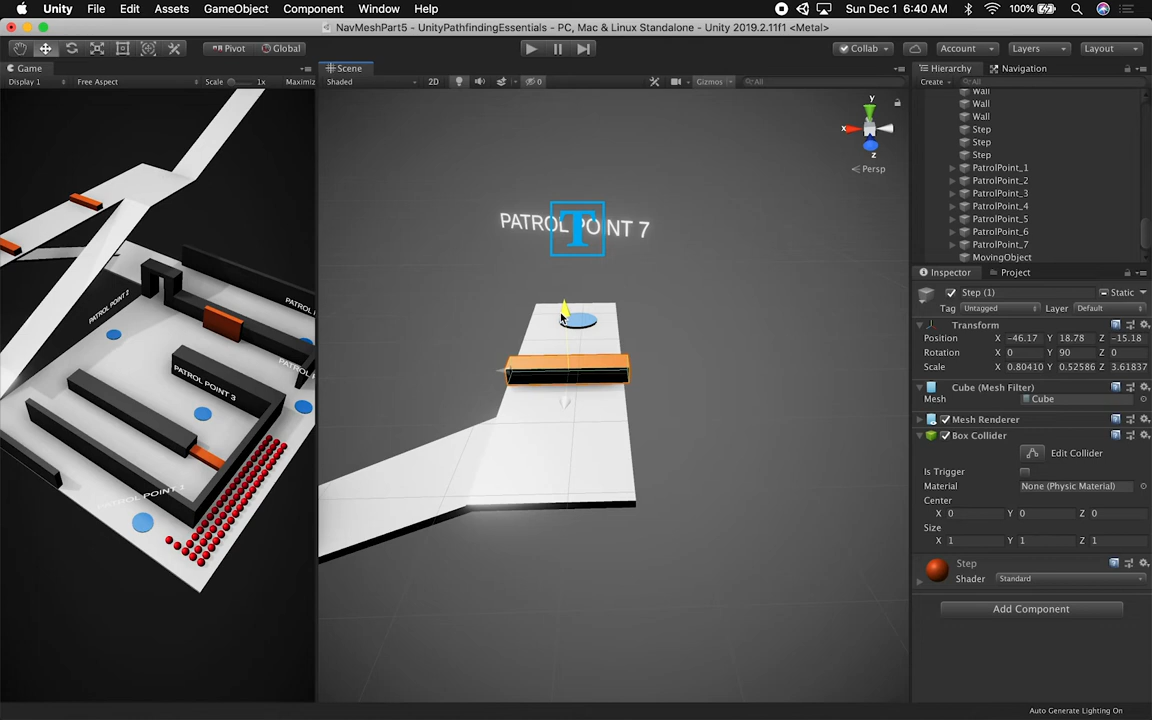 Unity File Edit Assets GameObject Component Window Help 100% Sun Dec 1 6:40 AM
NavMeshPart5 - UnityPathfindingEssentials - PC, Mac & Linux Standalone - Unity 2019.2.11f1 <Metal>
Pivot Global Collab Account Layers Layout
Game Scene Hierarchy Navigation
Display 1 Free Aspect Scale 1x Maximiz Shaded 2D 0 Gizmos All Create All
Wall
Wall
Wall
Step
Step
Step
PatrolPoint_1
PatrolPoint_2
PatrolPoint_3
PatrolPoint_4
PatrolPoint_5
PatrolPoint_6
PatrolPoint_7
MovingObject
y
x
z
Persp
PATROL POINT 7
T
PATROL POINT 2
PATROL POINT 3
PATROL POINT 1
Inspector Project
Step (1) Static
Tag Untagged Layer Default
Transform
Position X -46.17 Y 18.78 Z -15.18
Rotation X 0 Y 90 Z 0
Scale X 0.80410 Y 0.52586 Z 3.61837
Cube (Mesh Filter)
Mesh Cube
Mesh Renderer
Box Collider
Edit Collider
Is Trigger
Material None (Physic Material)
Center
X 0 Y 0 Z 0
Size
X 1 Y 1 Z 1
Step
Shader Standard
Add Component
Auto Generate Lighting On